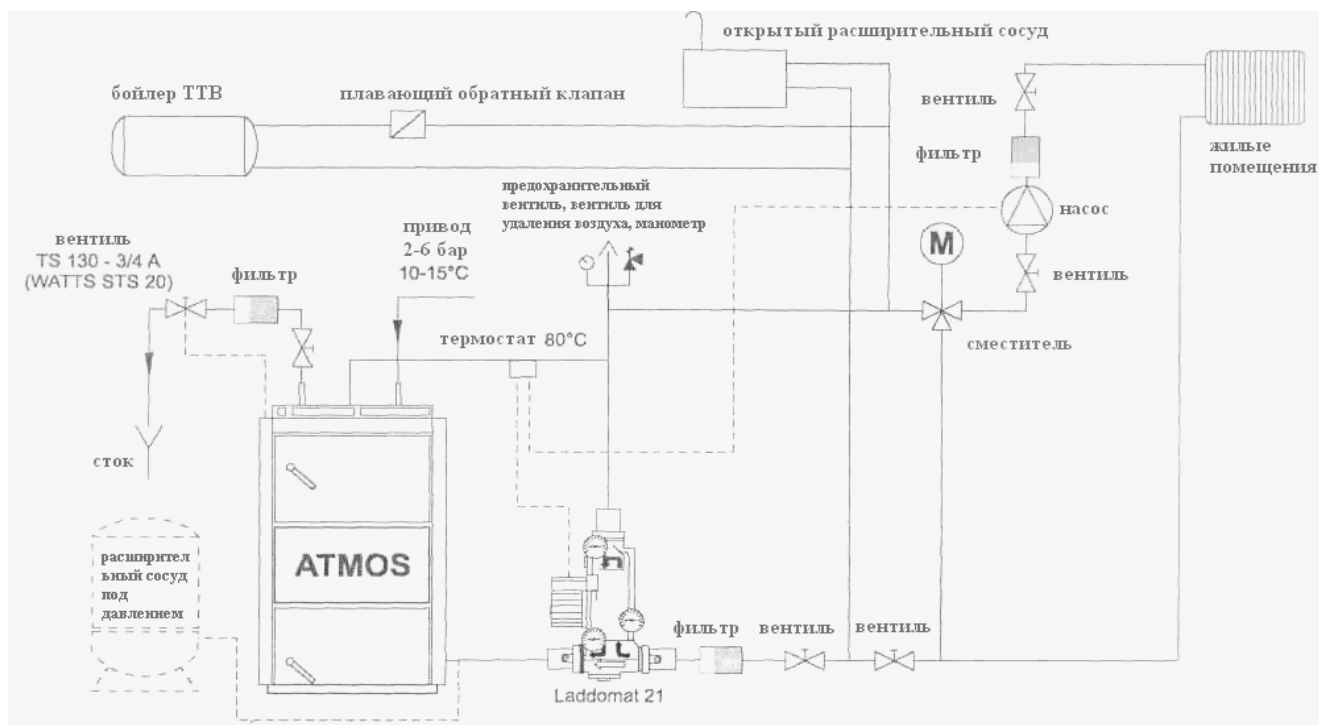 открытый расширительный сосуд
бойлер ТТВ
плавающий обратный клапан
вентиль
фильтр
жилые
помещения
предохранительный
вентиль, вентиль для
удаления воздуха, манометр
насос
M
вентиль
TS 130 - 3/4 A
(WATTS STS 20)
фильтр
привод
2-6 бар
10-15°C
вентиль
термостат 80°C
сместитель
сток
расширител
ьный сосуд
под
давлением
ATMOS
фильтр
вентиль
вентиль
Laddomat 21